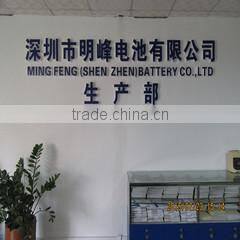 深圳市明峰电池有限公司
MING FENG (SHEN ZHEN) BATTERY CO.,LTD
生产部
trade.china.cn